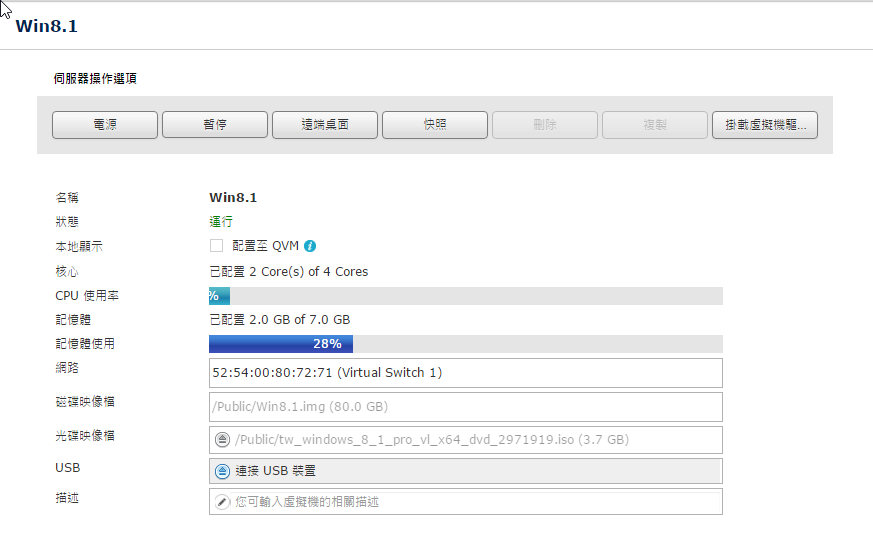 Win8.1
伺服器操作選項
電源 暫停 遠端桌面 快照 刪除 複製 掛載虛擬機驅...
名稱 Win8.1
狀態 運行
本地顯示 配置至 QVM
核心 已配置 2 Core(s) of 4 Cores
CPU 使用率 %
記憶體 已配置 2.0 GB of 7.0 GB
記憶體使用 28%
網路 52:54:00:80:72:71 (Virtual Switch 1)
磁碟映像檔 /Public/Win8.1.img (80.0 GB)
光碟映像檔 /Public/tw_windows_8_1_pro_vl_x64_dvd_2971919.iso (3.7 GB)
USB 連接 USB 裝置
描述 您可輸入虛擬機的相關描述